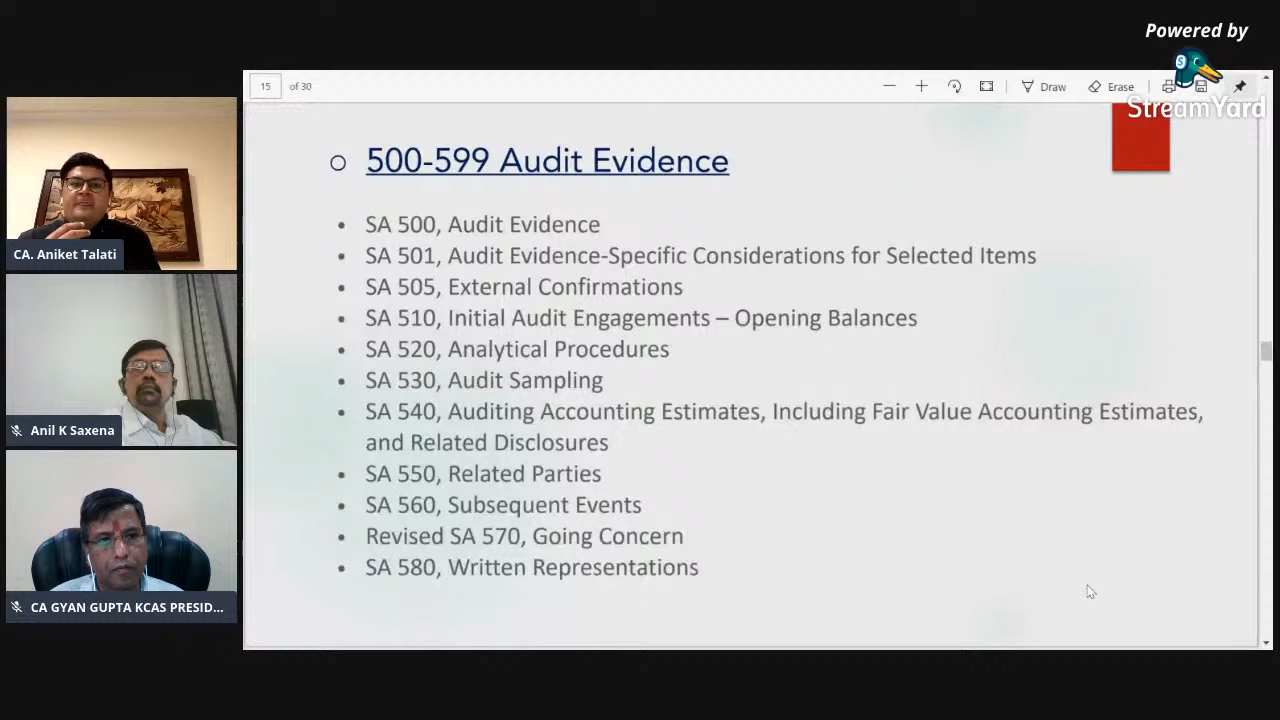 Powered by
StreamYard
15 of 30
Draw
Erase
500-599 Audit Evidence
SA 500, Audit Evidence
SA 501, Audit Evidence-Specific Considerations for Selected Items
SA 505, External Confirmations
SA 510, Initial Audit Engagements – Opening Balances
SA 520, Analytical Procedures
SA 530, Audit Sampling
SA 540, Auditing Accounting Estimates, Including Fair Value Accounting Estimates,
and Related Disclosures
SA 550, Related Parties
SA 560, Subsequent Events
Revised SA 570, Going Concern
SA 580, Written Representations
CA. Aniket Talati
Anil K Saxena
CA GYAN GUPTA KCAS PRESID...